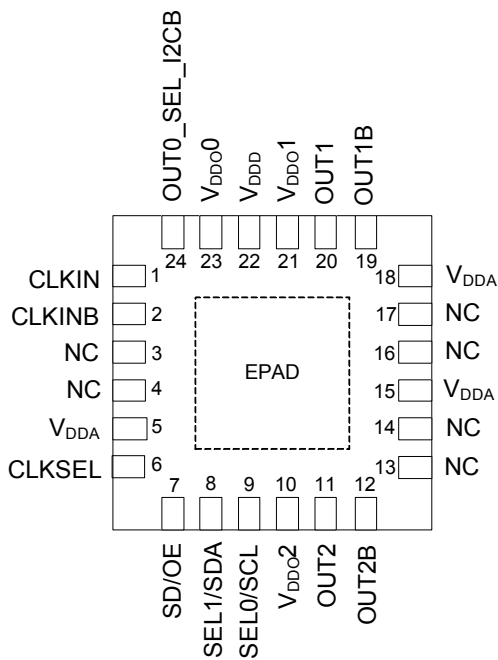 OUT0_SEL_I2CB
VDDO0
VDDD
VDDO1
OUT1
OUT1B
24
23
22
21
20
19
CLKIN 1
CLKINB 2
NC 3
NC 4
VDDA 5
CLKSEL 6
18 VDDA
17 NC
16 NC
15 VDDA
14 NC
13 NC
EPAD
7
8
9
10
11
12
SD/OE
SEL1/SDA
SEL0/SCL
VDDO2
OUT2
OUT2B